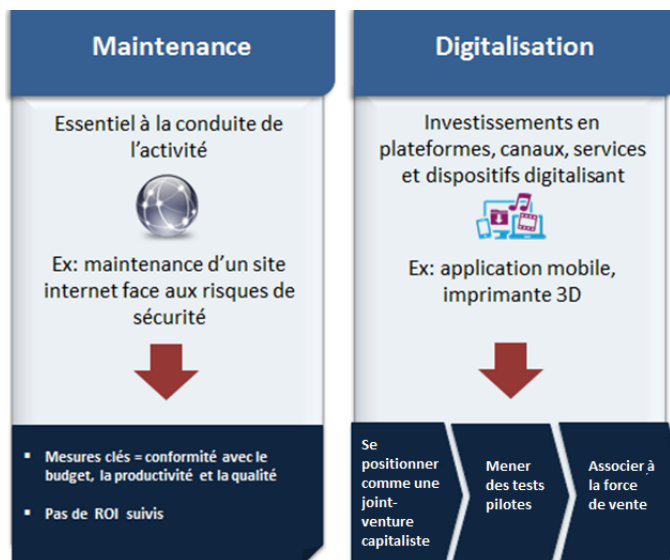 Maintenance
Essentiel à la conduite de
l'activité
Ex: maintenance d'un site
internet face aux risques de
sécurité
▪ Mesures clés = conformité avec le
budget, la productivité et la qualité
▪ Pas de ROI suivis
Digitalisation
Investissements en
plateformes, canaux, services
et dispositifs digitalisant
Ex: application mobile,
imprimante 3D
Se
positionner
comme une
joint-
venture
capitaliste
Mener
des tests
pilotes
Associer à
la force
de vente